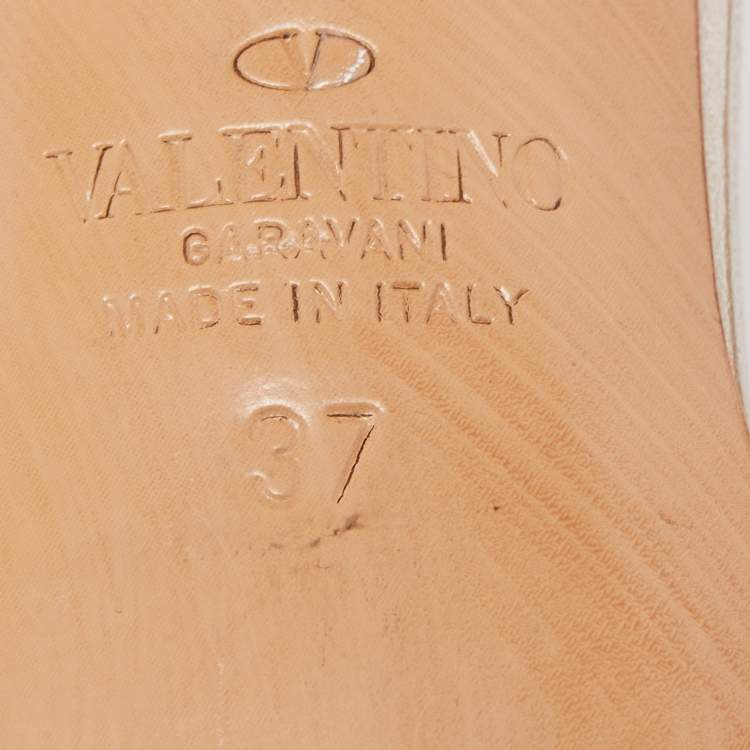 V
VALENTINO
GARAVANI
MADE IN ITALY
37